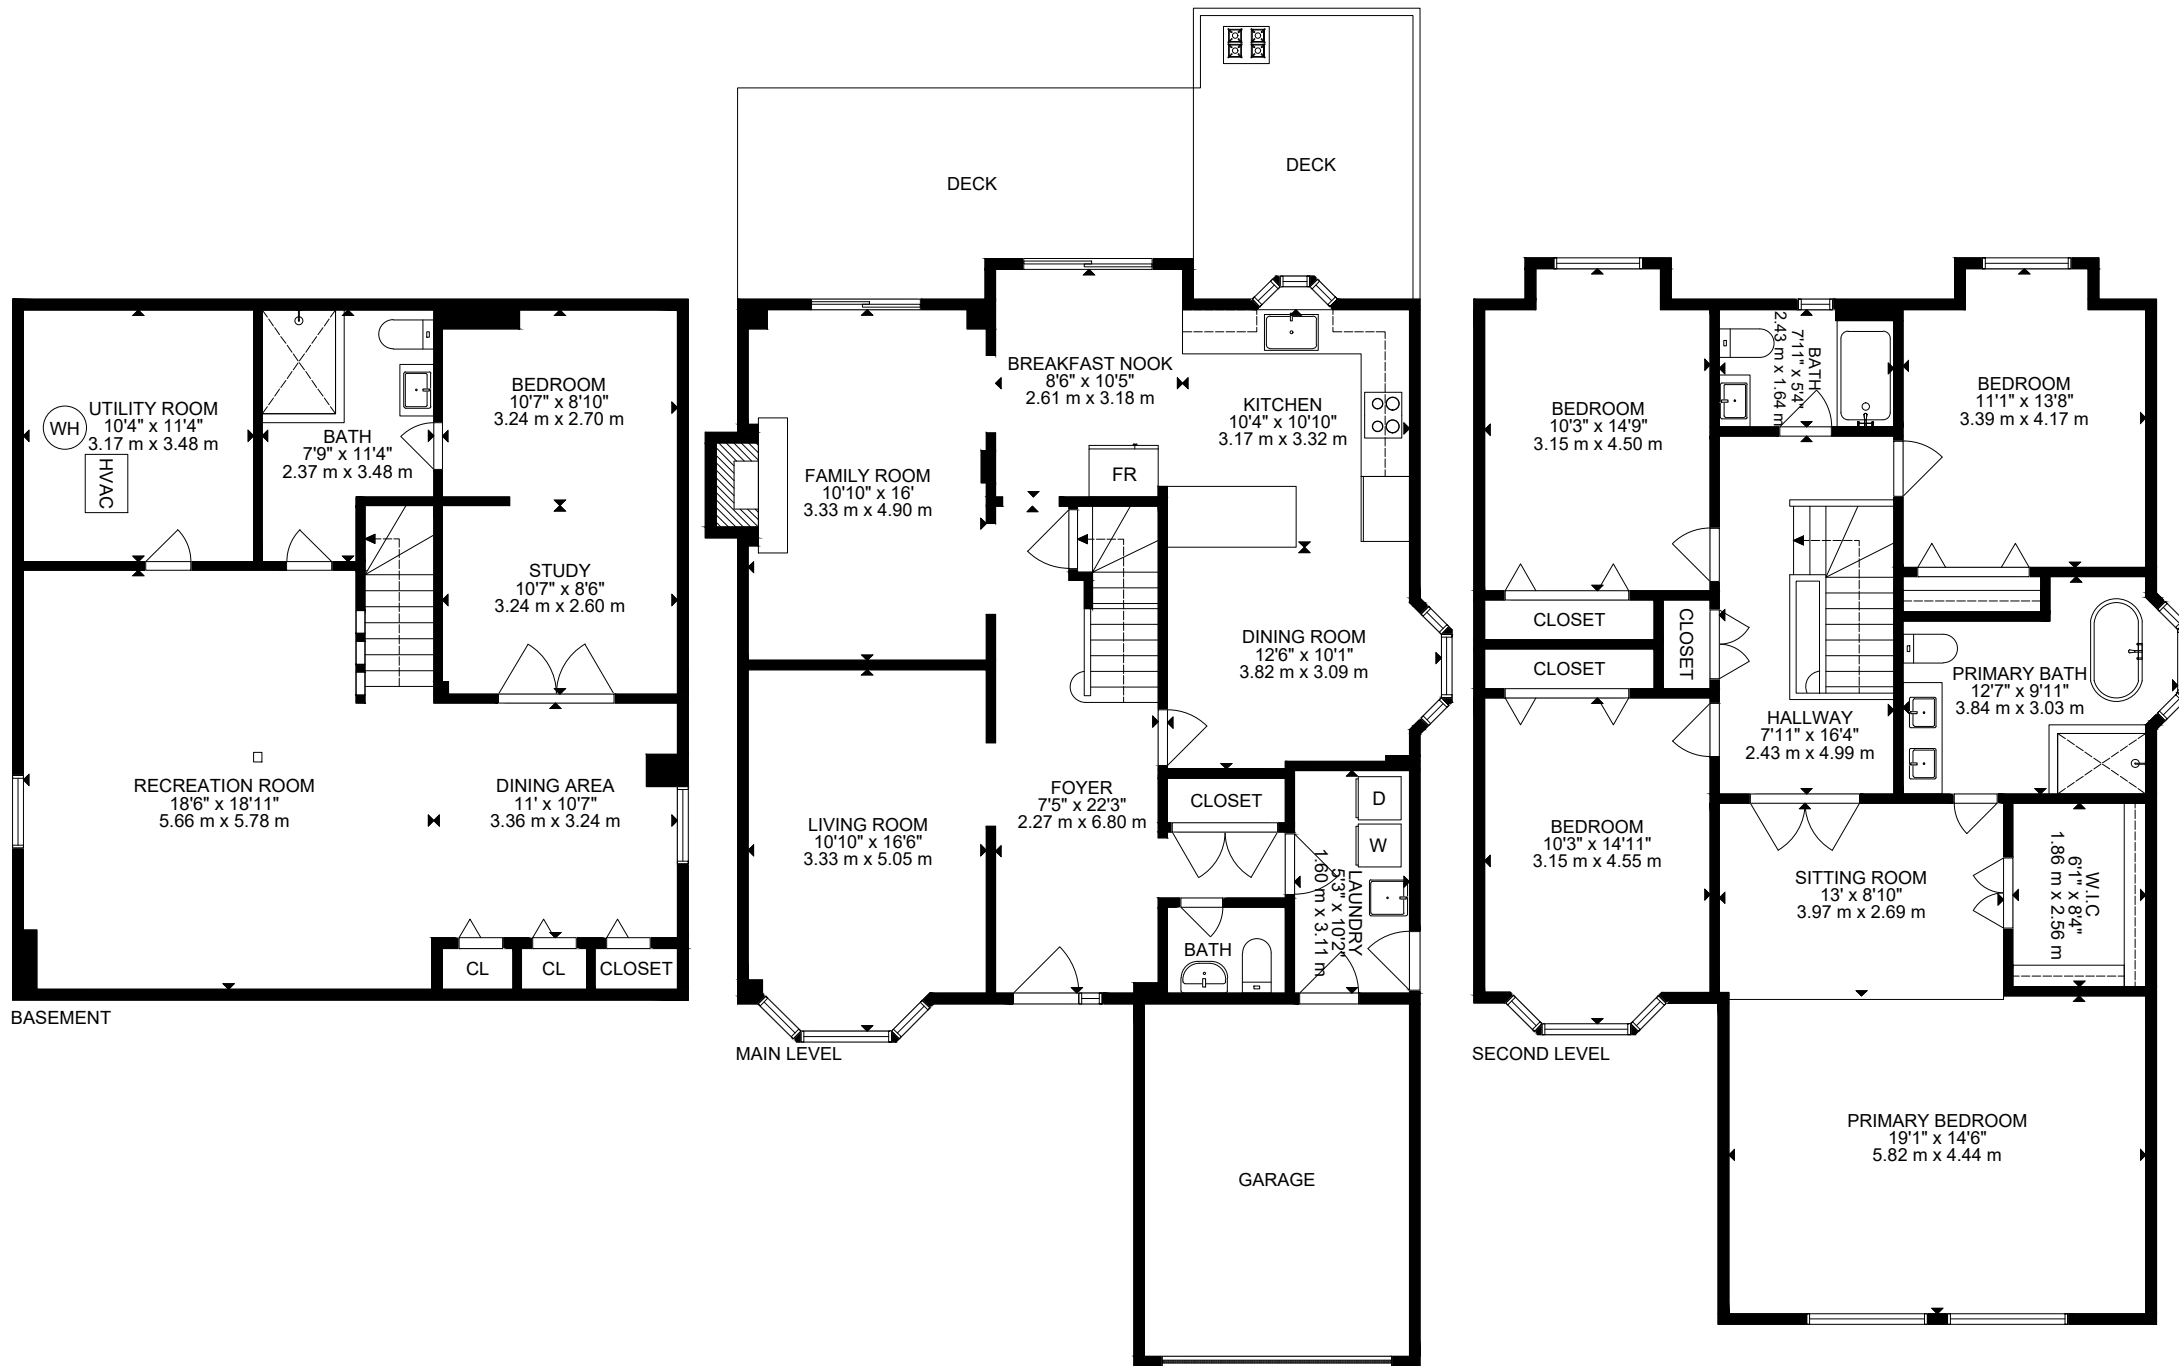 DECK
DECK
UTILITY ROOM
10'4" x 11'4"
3.17 m x 3.48 m
WH
HVAC
BATH
7'9" x 11'4"
2.37 m x 3.48 m
BEDROOM
10'7" x 8'10"
3.24 m x 2.70 m
STUDY
10'7" x 8'6"
3.24 m x 2.60 m
RECREATION ROOM
18'6" x 18'11"
5.66 m x 5.78 m
DINING AREA
11' x 10'7"
3.36 m x 3.24 m
CL
CL
CLOSET
BASEMENT
BREAKFAST NOOK
8'6" x 10'5"
2.61 m x 3.18 m
KITCHEN
10'4" x 10'10"
3.17 m x 3.32 m
FR
FAMILY ROOM
10'10" x 16'
3.33 m x 4.90 m
DINING ROOM
12'6" x 10'1"
3.82 m x 3.09 m
FOYER
7'5" x 22'3"
2.27 m x 6.80 m
LIVING ROOM
10'10" x 16'6"
3.33 m x 5.05 m
CLOSET
D
W
LAUNDRY
5'3" x 10'2"
1.60 m x 3.11 m
BATH
GARAGE
MAIN LEVEL
BEDROOM
10'3" x 14'9"
3.15 m x 4.50 m
BATH
7'11" x 5'4"
2.43 m x 1.64 m
BEDROOM
11'1" x 13'8"
3.39 m x 4.17 m
CLOSET
CLOSET
CLOSET
PRIMARY BATH
12'7" x 9'11"
3.84 m x 3.03 m
HALLWAY
7'11" x 16'4"
2.43 m x 4.99 m
BEDROOM
10'3" x 14'11"
3.15 m x 4.55 m
SITTING ROOM
13' x 8'10"
3.97 m x 2.69 m
W.I.C
6'1" x 8'4"
1.86 m x 2.56 m
SECOND LEVEL
PRIMARY BEDROOM
19'1" x 14'6"
5.82 m x 4.44 m